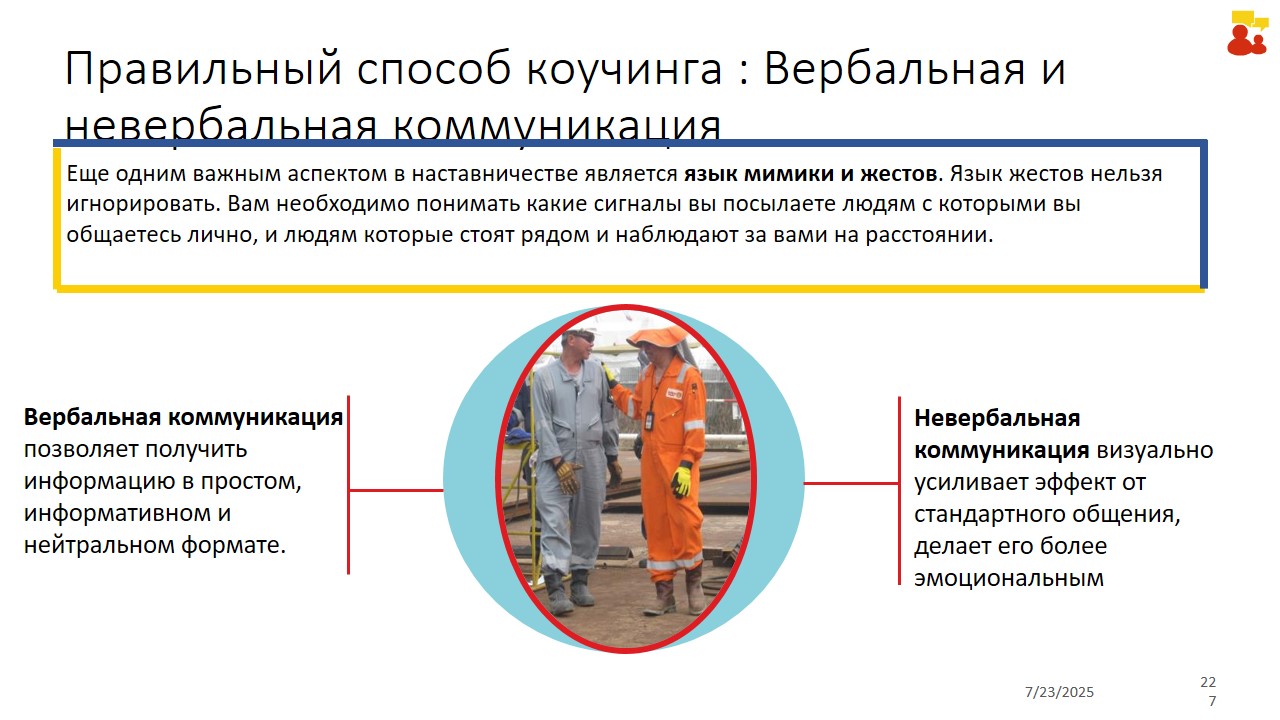 Правильный способ коучинга : Вербальная и
невербальная коммуникация
Еще одним важным аспектом в наставничестве является язык мимики и жестов. Язык жестов нельзя
игнорировать. Вам необходимо понимать какие сигналы вы посылаете людям с которыми вы
общаетесь лично, и людям которые стоят рядом и наблюдают за вами на расстоянии.
Вербальная коммуникация
позволяет получить
информацию в простом,
информативном и
нейтральном формате.
Невербальная
коммуникация визуально
усиливает эффект от
стандартного общения,
делает его более
эмоциональным
7/23/2025
22
7